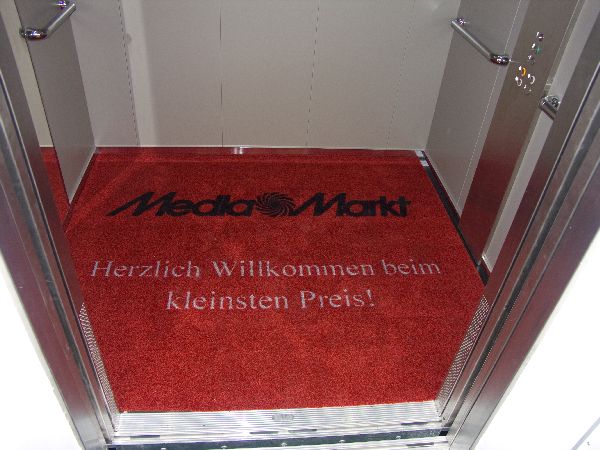 Media Markt
Herzlich Willkommen beim
kleinsten Preis!